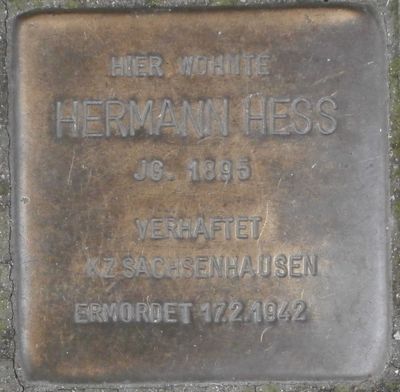 HIER WOHNTE
HERMANN HESS
JG. 1895
VERHAFTET
KZ SACHSENHAUSEN
ERMORDET 17.2.1942